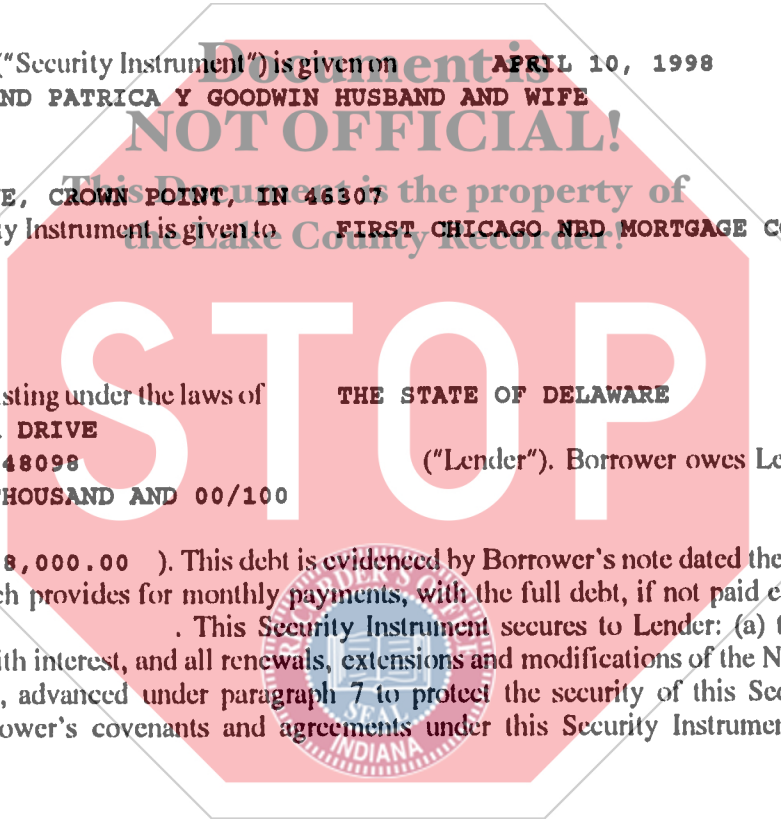 ("Security Instrument") is given on APRIL 10, 1998
ND PATRICA Y GOODWIN HUSBAND AND WIFE
E, CROWN POINT, IN 46307
y Instrument is given to FIRST CHICAGO NBD MORTGAGE C
sting under the laws of THE STATE OF DELAWARE
DRIVE
48098 ("Lender"). Borrower owes Le
THOUSAND AND 00/100
8,000.00 ). This debt is evidenced by Borrower's note dated the
ch provides for monthly payments, with the full debt, if not paid e
. This Security Instrument secures to Lender: (a) t
ith interest, and all renewals, extensions and modifications of the N
, advanced under paragraph 7 to protect the security of this Sec
ower's covenants and agreements under this Security Instrumen
Document is
NOT OFFICIAL!
This Document is the property of
the Lake County Recorder!
STOP
RECORDER'S OFFICE
SEAL
INDIANA